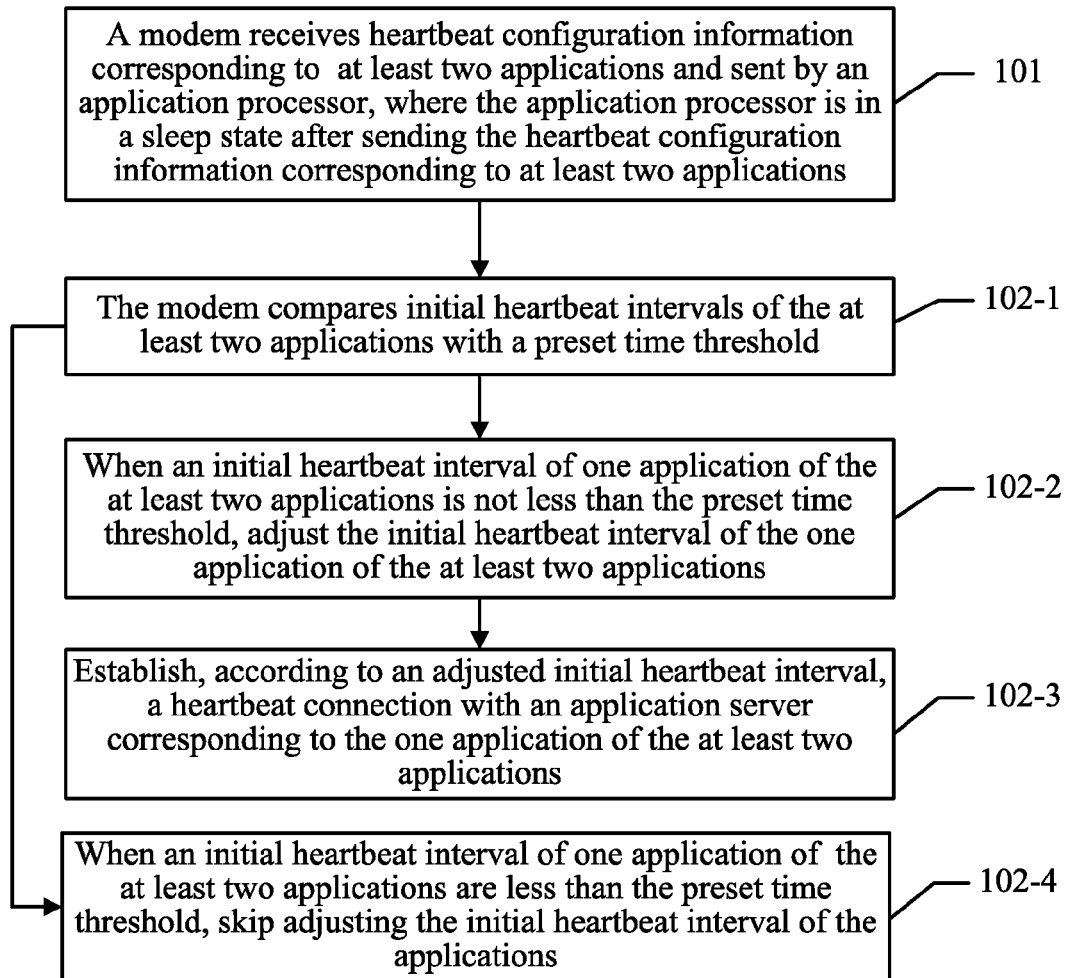 A modem receives heartbeat configuration information
corresponding to at least two applications and sent by an
application processor, where the application processor is in
a sleep state after sending the heartbeat configuration
information corresponding to at least two applications
101
The modem compares initial heartbeat intervals of the at
least two applications with a preset time threshold
102-1
When an initial heartbeat interval of one application of the
at least two applications is not less than the preset time
threshold, adjust the initial heartbeat interval of the one
application of the at least two applications
102-2
Establish, according to an adjusted initial heartbeat interval,
a heartbeat connection with an application server
corresponding to the one application of the at least two
applications
102-3
When an initial heartbeat interval of one application of the
at least two applications are less than the preset time
threshold, skip adjusting the initial heartbeat interval of the
applications
102-4